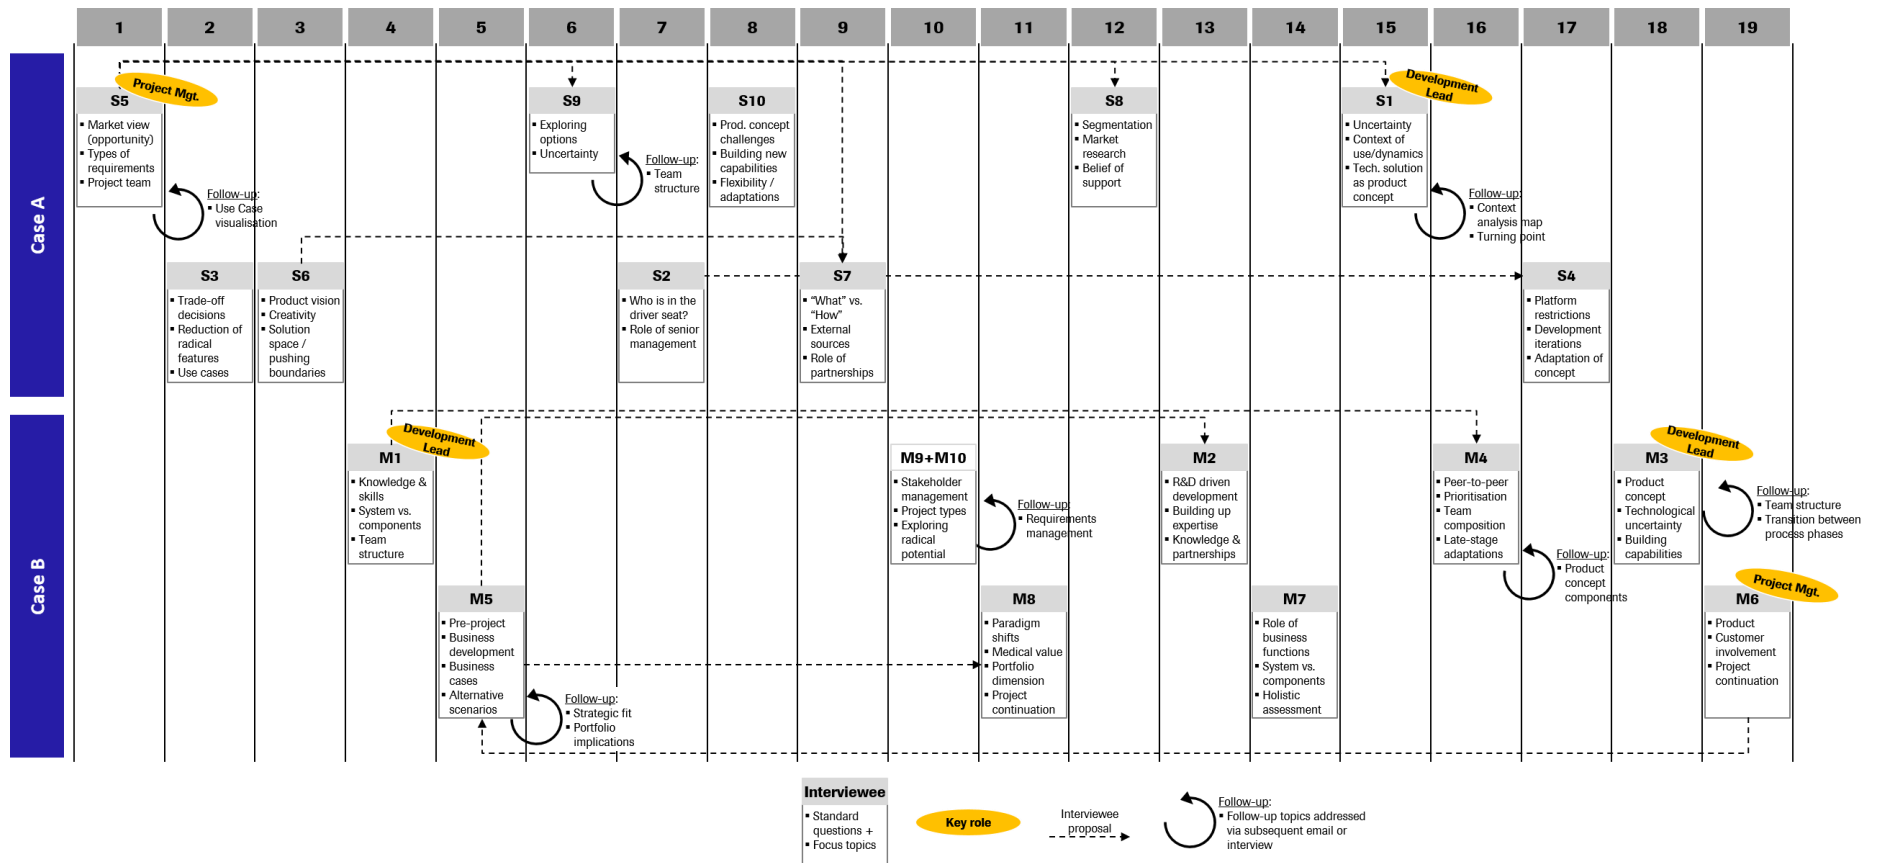 1 2 3 4 5 6 7 8 9 10 11 12 13 14 15 16 17 18 19
Case A
Project Mgt.
S5
▪ Market view
(opportunity)
▪ Types of
requirements
▪ Project team
Follow-up:
▪ Use Case
visualisation
S9
▪ Exploring
options
▪ Uncertainty
Follow-up:
▪ Team
structure
S10
▪ Prod. concept
challenges
▪ Building new
capabilities
▪ Flexibility /
adaptations
S8
▪ Segmentation
▪ Market
research
▪ Belief of
support
Development
Lead
S1
▪ Uncertainty
▪ Context of
use/dynamics
▪ Tech. solution
as product
concept
Follow-up:
▪ Context
analysis map
▪ Turning point
S3
▪ Trade-off
decisions
▪ Reduction of
radical
features
▪ Use cases
S6
▪ Product vision
▪ Creativity
▪ Solution
space /
pushing
boundaries
S2
▪ Who is in the
driver seat?
▪ Role of senior
management
S7
▪ “What” vs.
“How”
▪ External
sources
▪ Role of
partnerships
S4
▪ Platform
restrictions
▪ Development
iterations
▪ Adaptation of
concept
Case B
Development
Lead
M1
▪ Knowledge &
skills
▪ System vs.
components
▪ Team
structure
M9+M10
▪ Stakeholder
management
▪ Project types
▪ Exploring
radical
potential
Follow-up:
▪ Requirements
management
M2
▪ R&D driven
development
▪ Building up
expertise
▪ Knowledge &
partnerships
M4
▪ Peer-to-peer
▪ Prioritisation
▪ Team
composition
▪ Late-stage
adaptations
Follow-up:
▪ Product
concept
components
Development
Lead
M3
▪ Product
concept
▪ Technological
uncertainty
▪ Building
capabilities
Follow-up:
▪ Team structure
▪ Transition between
process phases
M5
▪ Pre-project
▪ Business
development
▪ Business
cases
▪ Alternative
scenarios
Follow-up:
▪ Strategic fit
▪ Portfolio
implications
M8
▪ Paradigm
shifts
▪ Medical value
▪ Portfolio
dimension
▪ Project
continuation
M7
▪ Role of
business
functions
▪ System vs.
components
▪ Holistic
assessment
Project Mgt.
M6
▪ Product
▪ Customer
involvement
▪ Project
continuation
Interviewee
▪ Standard
questions +
▪ Focus topics
Key role
Interviewee
proposal
Follow-up:
▪ Follow-up topics addressed
via subsequent email or
interview